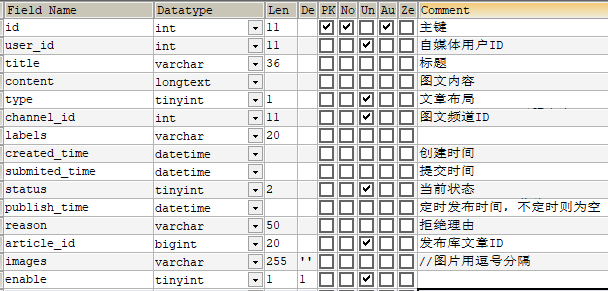 Field Name Datatype Len De PK No Un Au Ze Comment
id int 11 主键
user_id int 11 自媒体用户ID
title varchar 36 标题
content longtext 图文内容
type tinyint 1 文章布局
channel_id int 11 图文频道ID
labels varchar 20
created_time datetime 创建时间
submited_time datetime 提交时间
status tinyint 2 当前状态
publish_time datetime 定时发布时间，不定时则为空
reason varchar 50 拒绝理由
article_id bigint 20 发布库文章ID
images varchar 255 '' //图片用逗号分隔
enable tinyint 1 1